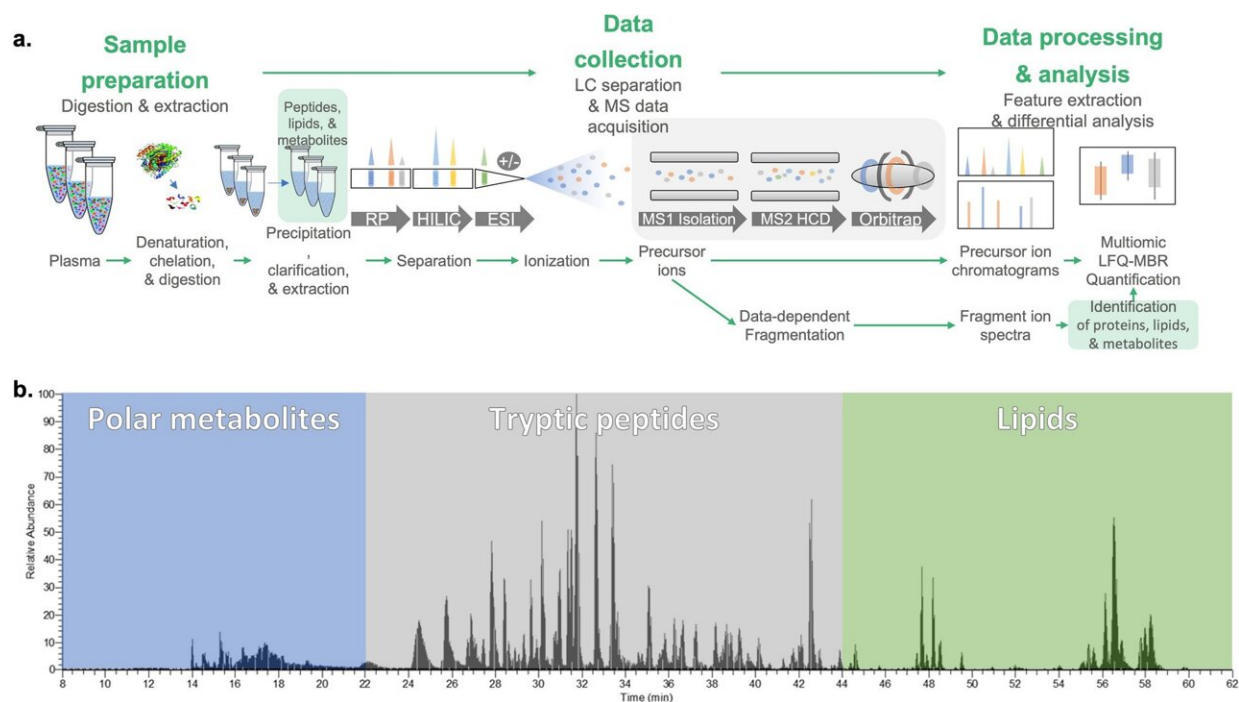 a.
Sample
preparation
Digestion & extraction
Data
collection
LC separation
& MS data
acquisition
Data processing
& analysis
Feature extraction
& differential analysis
Peptides,
lipids, &
metabolites
+/-
RP
HILIC
ESI
MS1 Isolation
MS2 HCD
Orbitrap
Plasma
Denaturation,
chelation,
& digestion
Precipitation
,
clarification,
& extraction
Separation
Ionization
Precursor
ions
Precursor ion
chromatograms
Multiomic
LFQ-MBR
Quantification
Data-dependent
Fragmentation
Fragment ion
spectra
Identification
of proteins, lipids,
& metabolites
b.
Polar metabolites
Tryptic peptides
Lipids
Relative Abundance
100
90
80
70
60
50
40
30
20
10
0
8 10 12 14 16 18 20 22 24 26 28 30 32 34 36 38 40 42 44 46 48 50 52 54 56 58 60 62
Time (min)